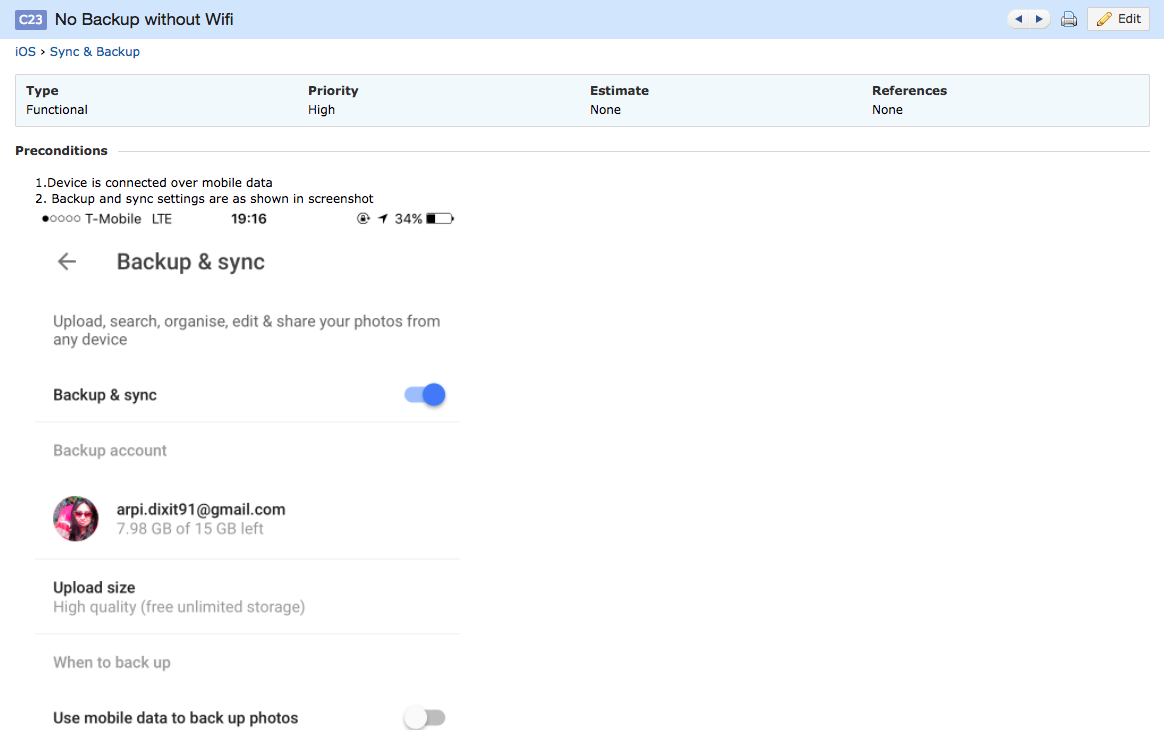 C23 No Backup without Wifi Edit
iOS › Sync & Backup
Type Priority Estimate References
Functional High None None
Preconditions
1.Device is connected over mobile data
2. Backup and sync settings are as shown in screenshot
T-Mobile LTE 19:16 34%
Backup & sync
Upload, search, organise, edit & share your photos from
any device
Backup & sync
Backup account
arpi.dixit91@gmail.com
7.98 GB of 15 GB left
Upload size
High quality (free unlimited storage)
When to back up
Use mobile data to back up photos